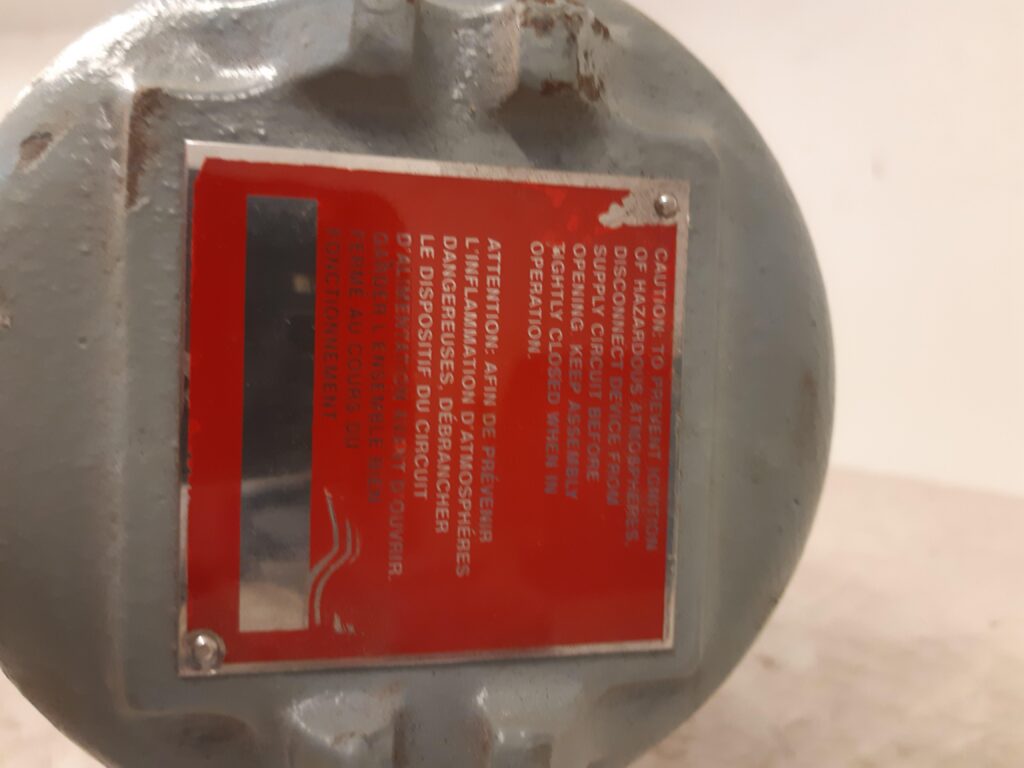 CAUTION: TO PREVENT IGNITION
OF HAZARDOUS ATMOSPHERES,
DISCONNECT DEVICE FROM
SUPPLY CIRCUIT BEFORE
OPENING. KEEP ASSEMBLY
TIGHTLY CLOSED WHEN IN
OPERATION.
ATTENTION: AFIN DE PRÉVENIR
L'INFLAMMATION D'ATMOSPHÉRES
DANGÉREUSES, DÉBRANCHER
LE DISPOSITIF DU CIRCUIT
D'ALIMENTATION AVANT D'OUVRIR.
GARDER L'ENSEMBLE BIEN
FERMÉ AU COURS DU
FONCTIONNEMENT